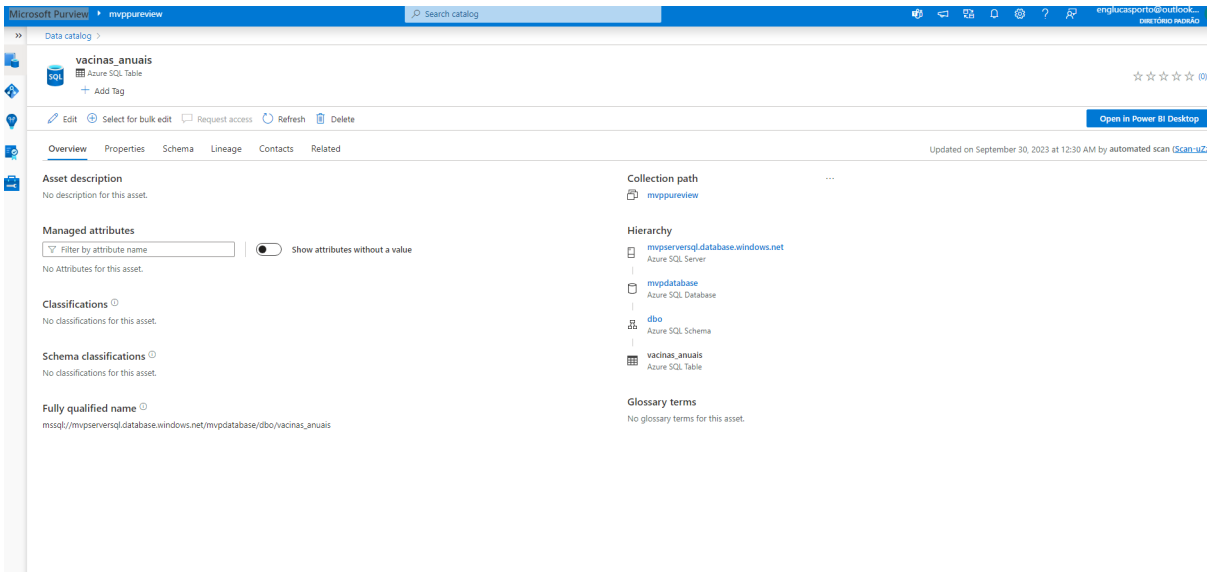 Microsoft Purview › mvppureview
Search catalog
englucasporto@outlook...
DIRETÓRIO PADRÃO
Data catalog >
SQL
vacinas_anuais
Azure SQL Table
+ Add Tag
(0)
Edit Select for bulk edit Request access Refresh Delete
Open in Power BI Desktop
Overview Properties Schema Lineage Contacts Related
Updated on September 30, 2023 at 12:30 AM by automated scan (Scan-uZ
Asset description
No description for this asset.
Managed attributes
Filter by attribute name
Show attributes without a value
No Attributes for this asset.
Classifications
No classifications for this asset.
Schema classifications
No classifications for this asset.
Fully qualified name
mssql://mvpserversql.database.windows.net/mvpdatabase/dbo/vacinas_anuais
Collection path ...
mvppureview
Hierarchy
mvpserversql.database.windows.net
Azure SQL Server
mvpdatabase
Azure SQL Database
dbo
Azure SQL Schema
vacinas_anuais
Azure SQL Table
Glossary terms
No glossary terms for this asset.